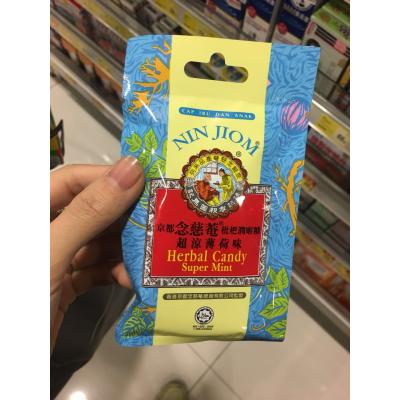 CAP IBU DAN ANAK
NIN JIOM®
京都念慈菴®枇杷潤喉糖
超涼薄荷味
Herbal Candy
Super Mint